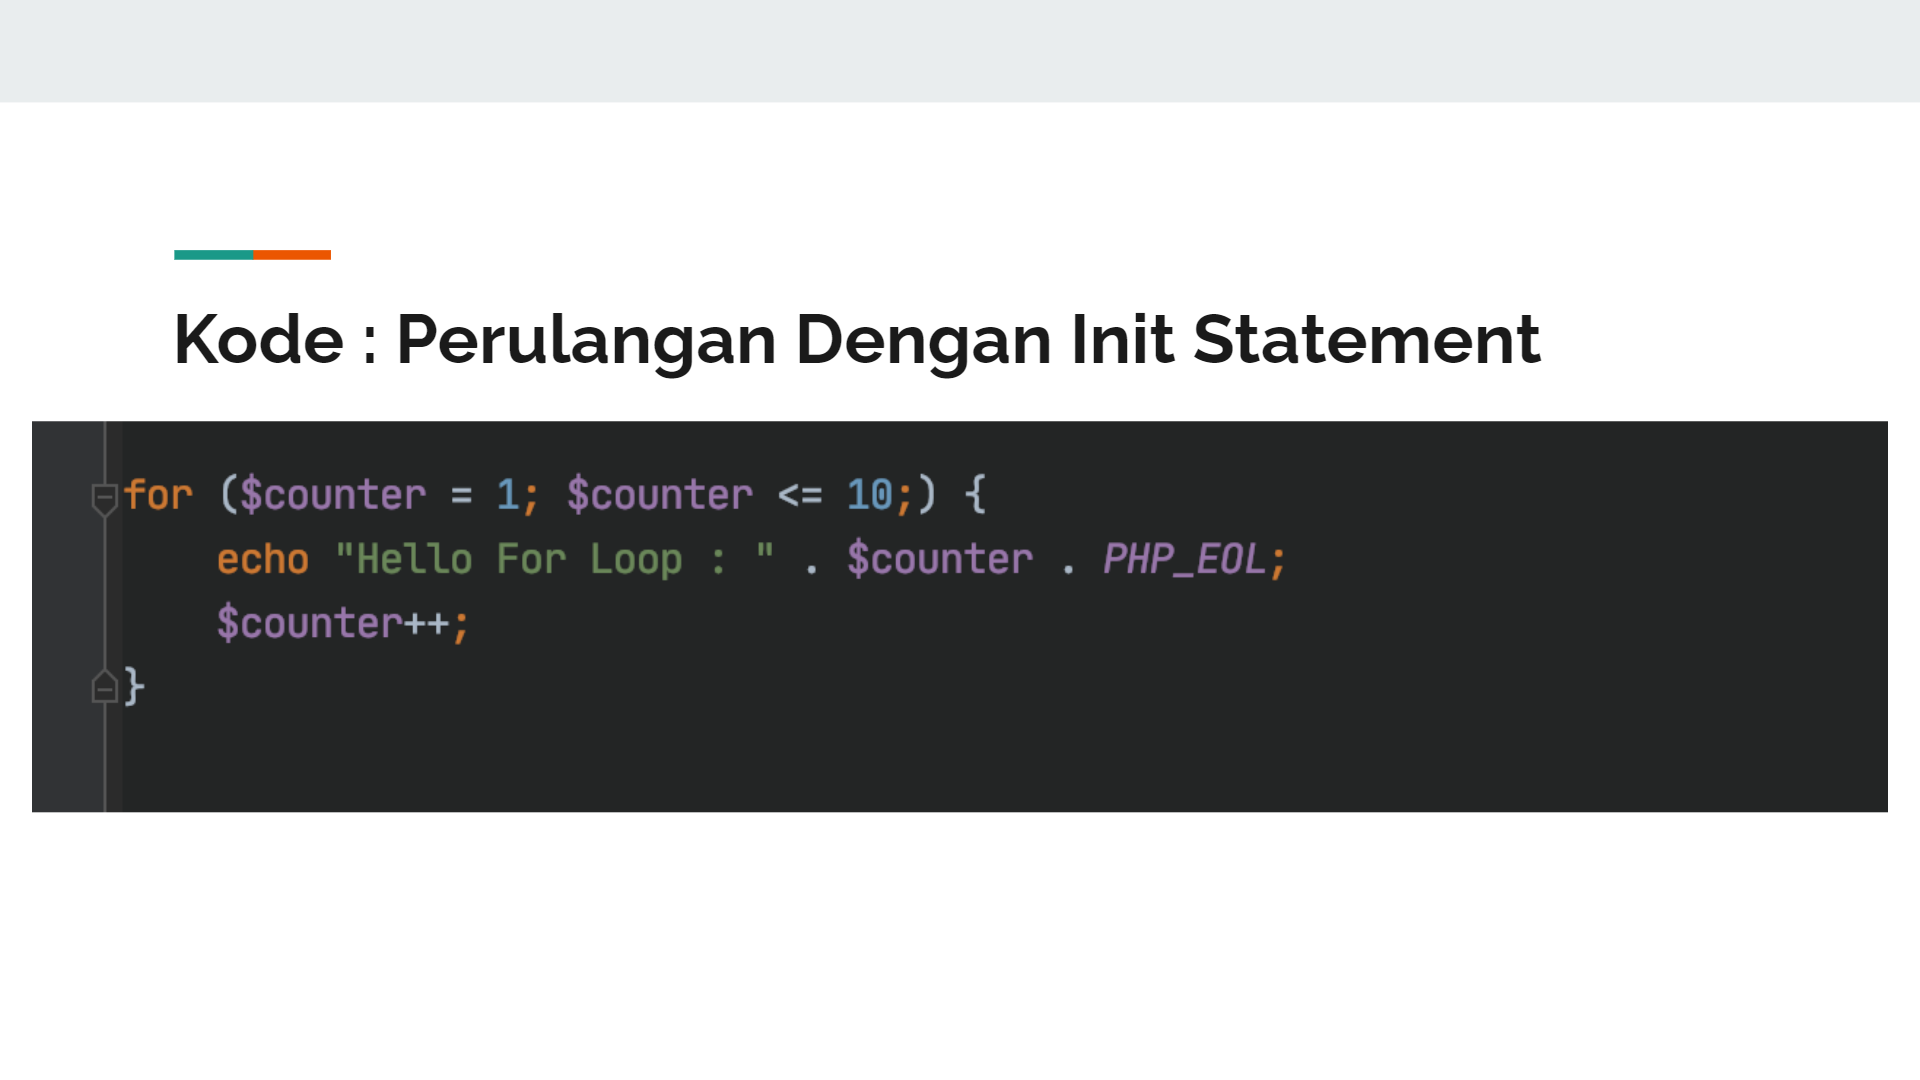 Kode : Perulangan Dengan Init Statement
for ($counter = 1; $counter <= 10;) {
    echo "Hello For Loop : " . $counter . PHP_EOL;
    $counter++;
}